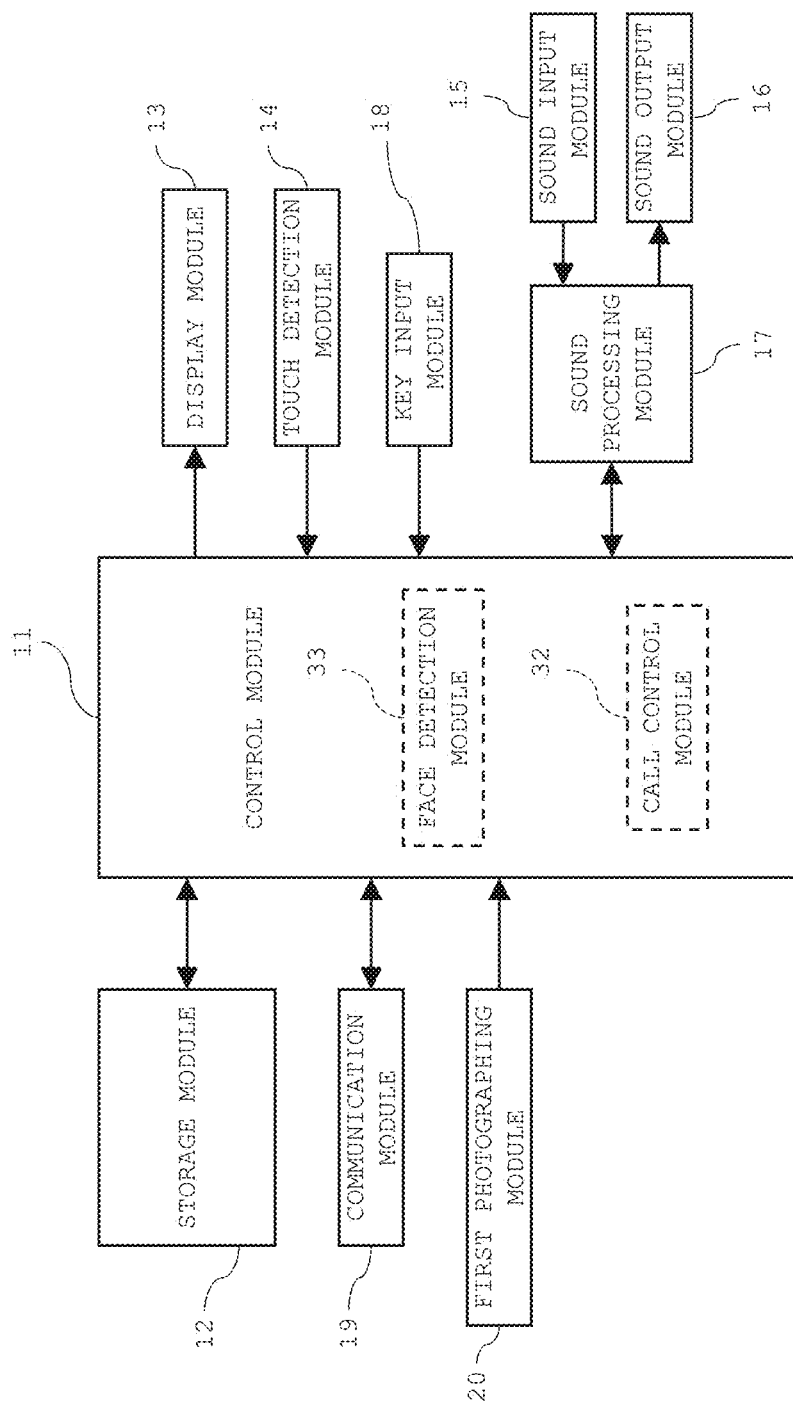 11
CONTROL MODULE
33
FACE DETECTION
MODULE
32
CALL CONTROL
MODULE
STORAGE MODULE
12
COMMUNICATION
MODULE
19
FIRST PHOTOGRAPHING
MODULE
20
13
DISPLAY MODULE
14
TOUCH DETECTION
MODULE
18
KEY INPUT
MODULE
SOUND
PROCESSING
MODULE
17
15
SOUND INPUT
MODULE
SOUND OUTPUT
MODULE
16